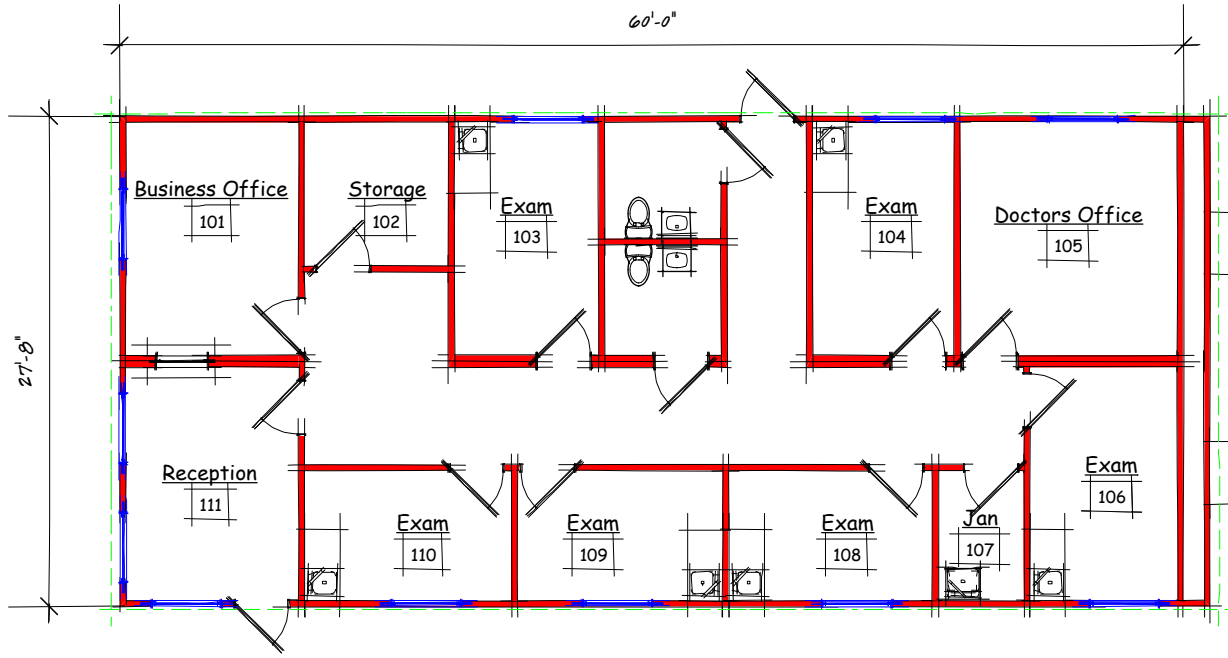 60'-0"
27'-8"
Business Office
101
Storage
102
Exam
103
Exam
104
Doctors Office
105
Reception
111
Exam
110
Exam
109
Exam
108
Jan
107
Exam
106